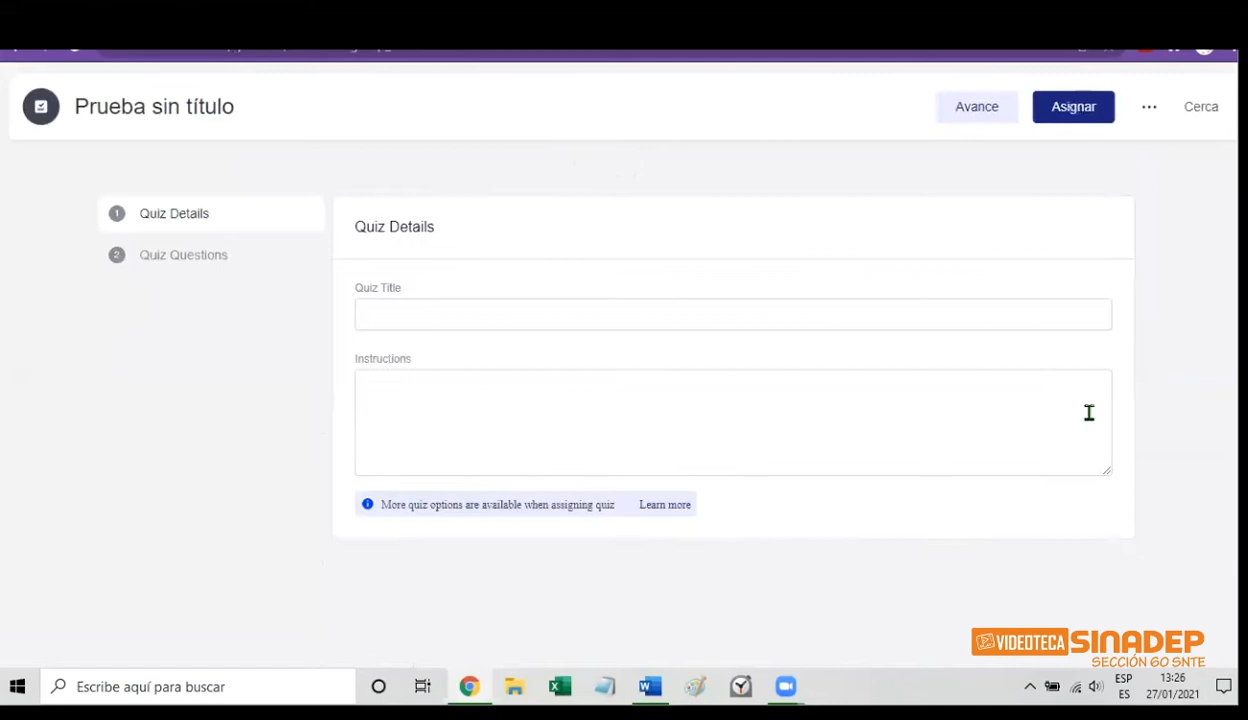 Prueba sin título
Avance
Asignar
Cerca
1 Quiz Details
2 Quiz Questions
Quiz Details
Quiz Title
Instructions
More quiz options are available when assigning quiz Learn more
VIDEOTECA SINADEP
SECCIÓN 60 SNTE
Escribe aquí para buscar
ESP
ES
13:26
27/01/2021